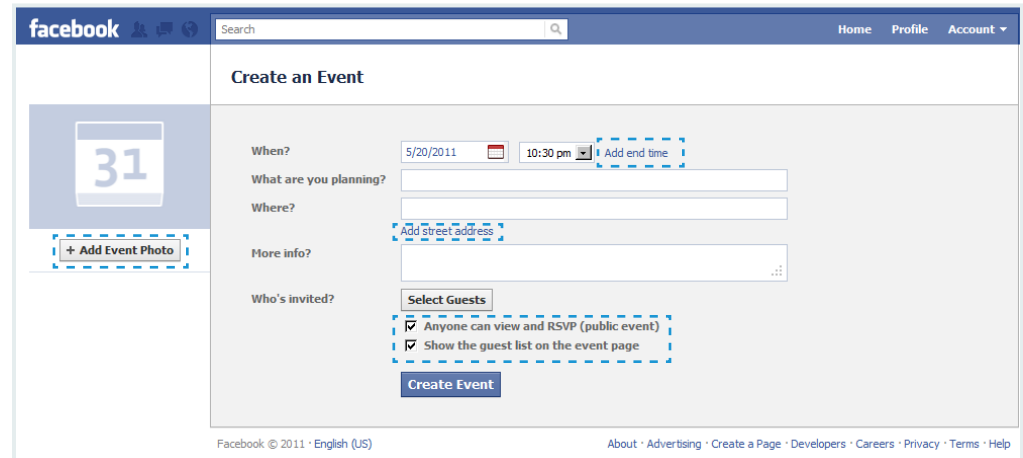 facebook Search Home Profile Account
Create an Event
31
When? 5/20/2011 10:30 pm Add end time
What are you planning?
Where?
Add street address
+ Add Event Photo
More info?
Who's invited? Select Guests
Anyone can view and RSVP (public event)
Show the guest list on the event page
Create Event
Facebook © 2011 · English (US) About · Advertising · Create a Page · Developers · Careers · Privacy · Terms · Help